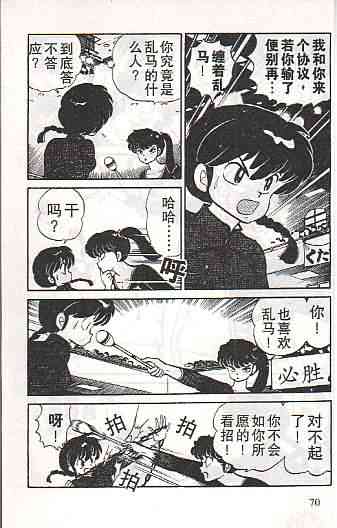 我和你来
个协议，
若你输了
便别再…
缠着乱
马！
你究竟是
乱马的什
么人？
到底答
不答
应？
くた
哈哈……
呼
干
吗？
你！
也喜欢
乱马！
必胜
对不起
了！
你不会
如你所
愿的！
看招！
拍
拍
拍
呀！
70